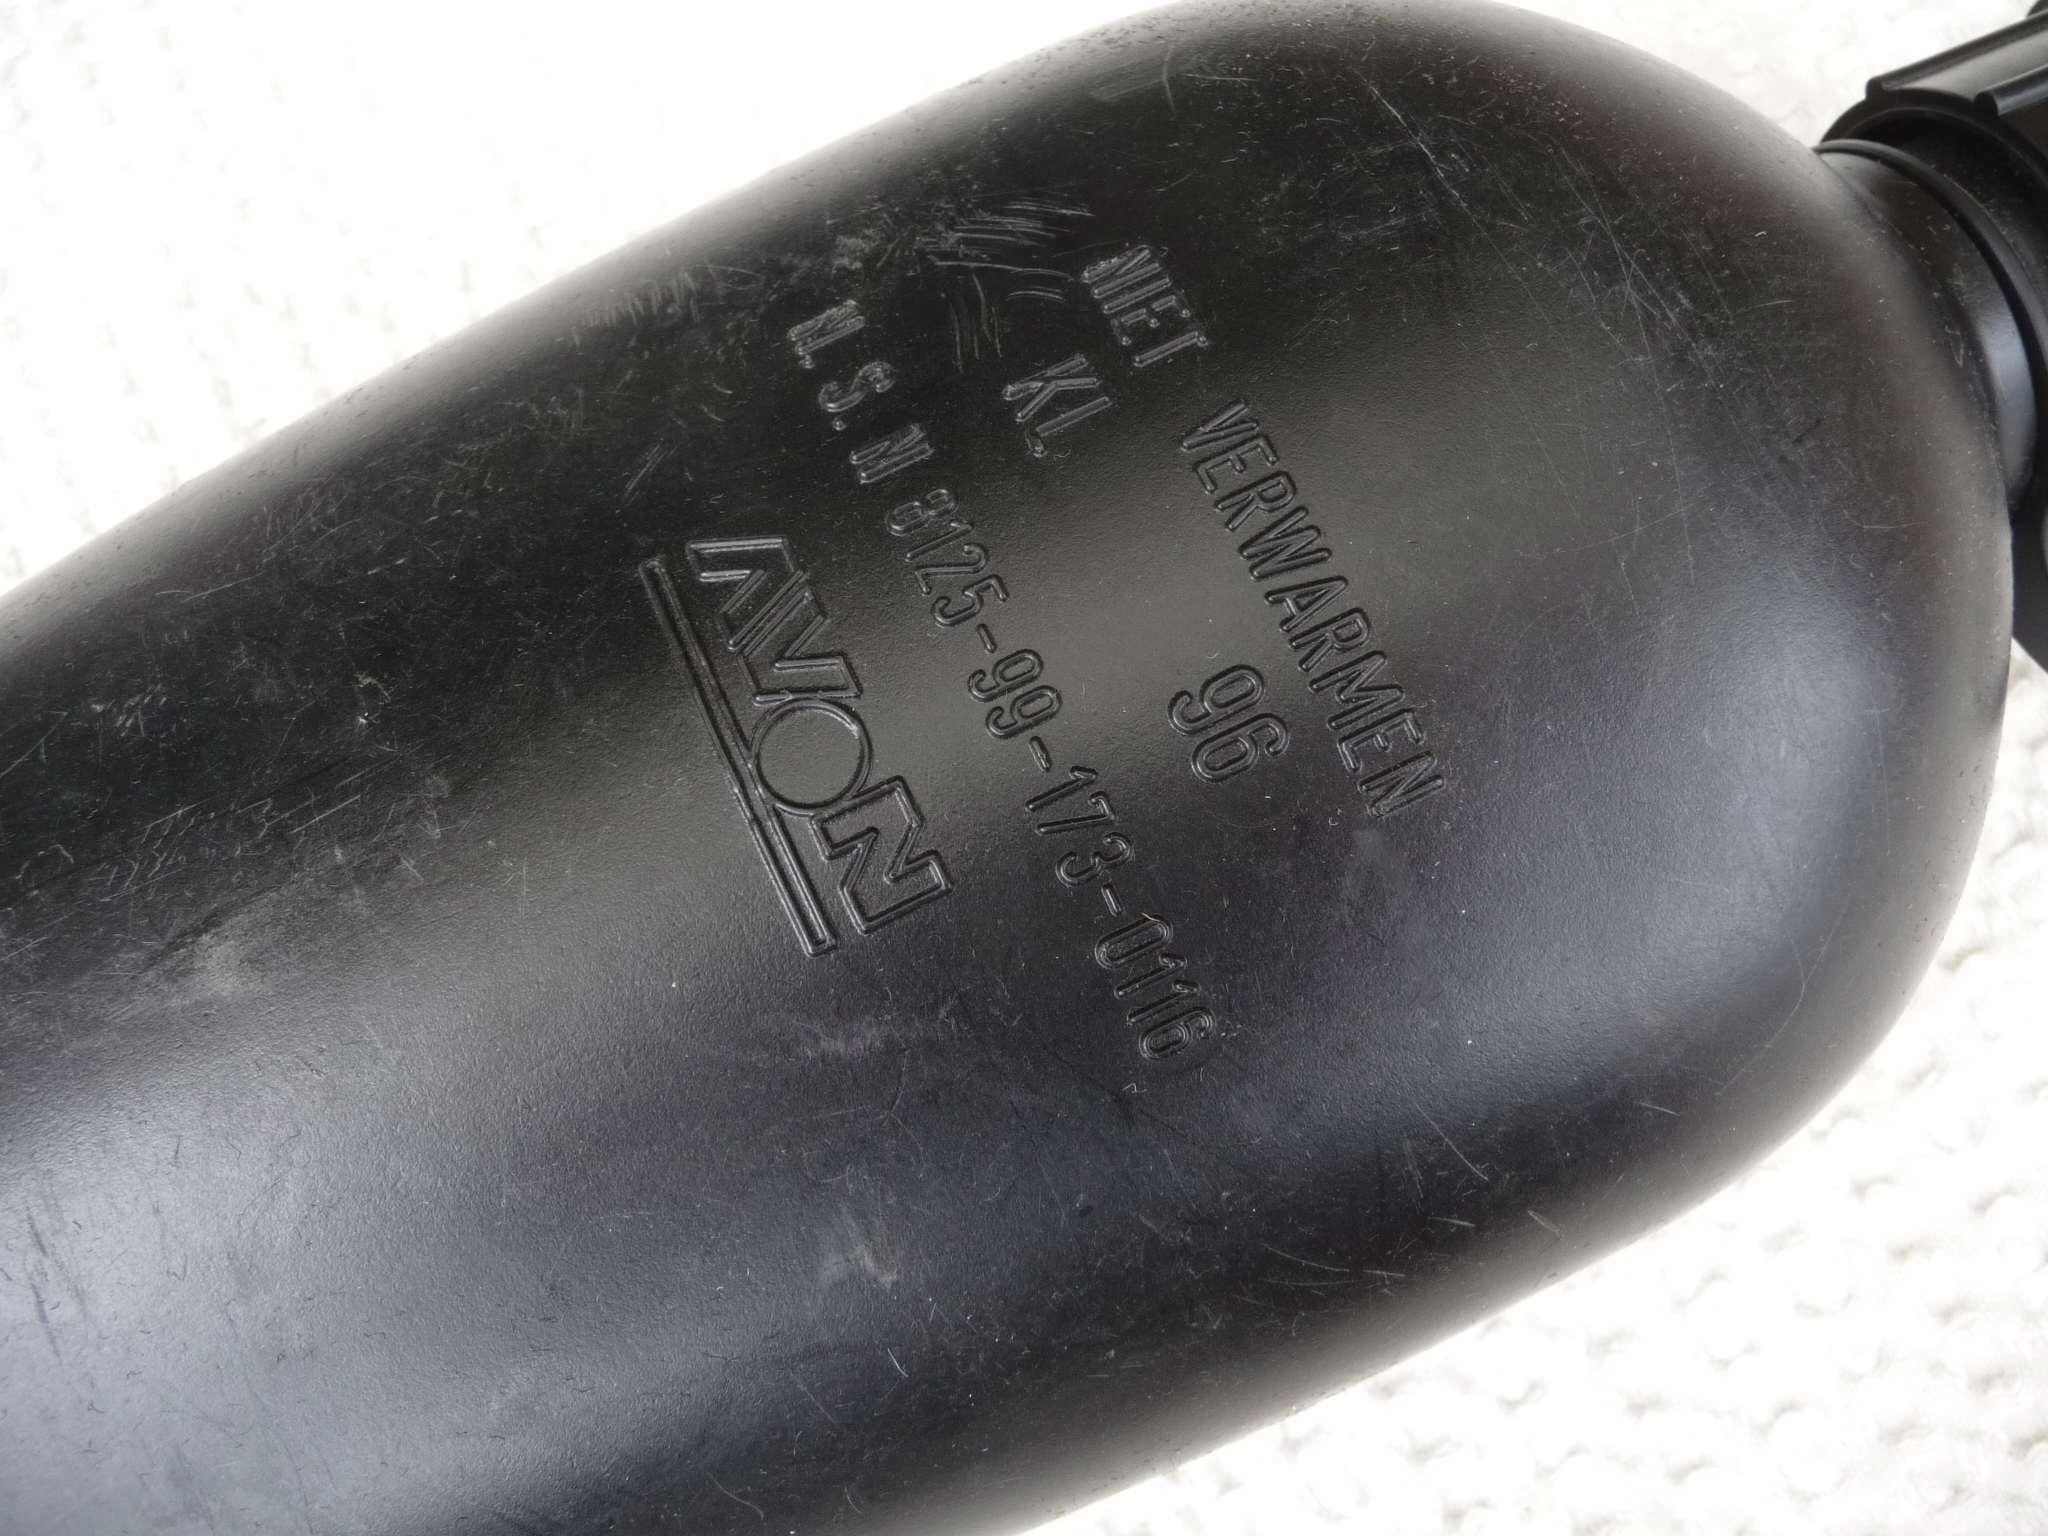 NIET VERWARMEN
KL 96
N.S.N 8125-99-173-0116
AVON